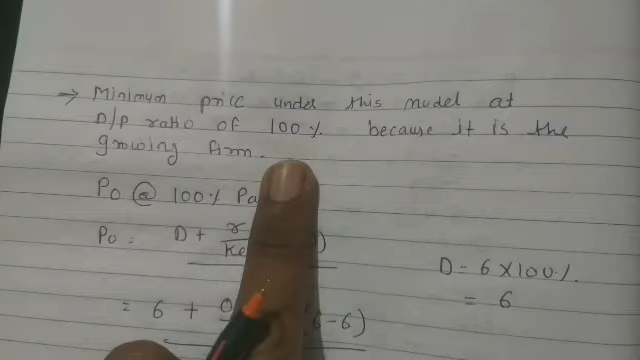 → Minimum price under this model at
D/p ratio of 100% because it is the
growing firm.
P0 @ 100%
P0 = D + r
Ke
D = 6 X 100%.
= 6
= 6 + 6-6)